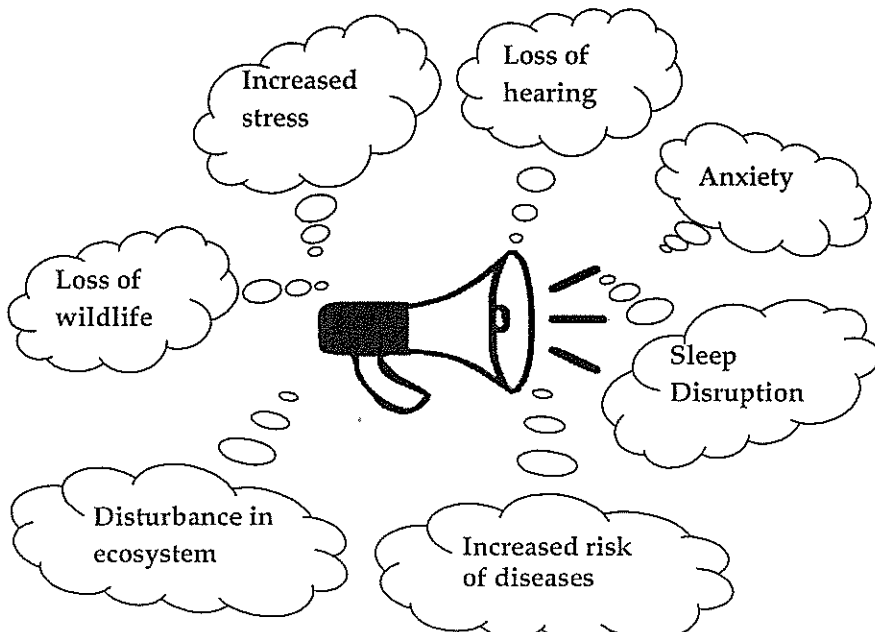 Increased
stress
Loss of
hearing
Anxiety
Loss of
wildlife
Sleep
Disruption
Disturbance in
ecosystem
Increased risk
of diseases